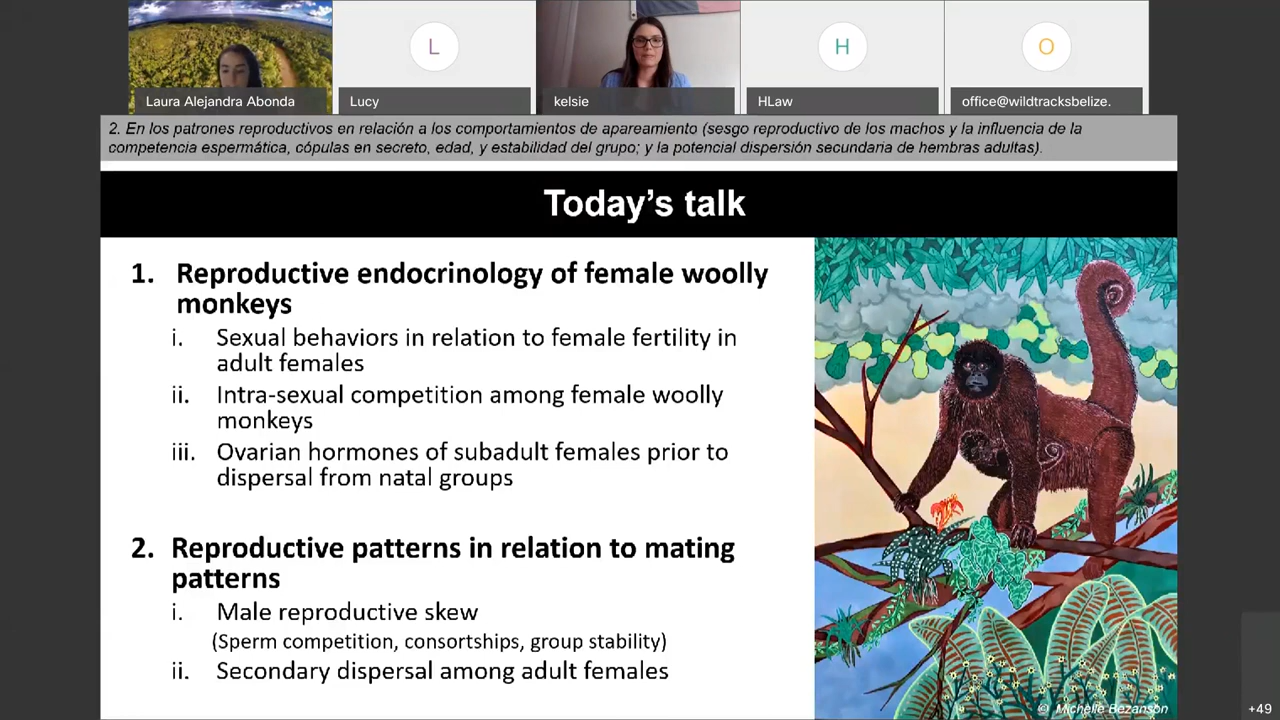 L
H
O
Laura Alejandra Abonda
Lucy
kelsie
HLaw
office@wildtracksbelize.
2. En los patrones reproductivos en relación a los comportamientos de apareamiento (sesgo reproductivo de los machos y la influencia de la
competencia espermática, cópulas en secreto, edad, y estabilidad del grupo; y la potencial dispersión secundaria de hembras adultas).
Today's talk
1. Reproductive endocrinology of female woolly
monkeys
i. Sexual behaviors in relation to female fertility in
adult females
ii. Intra-sexual competition among female woolly
monkeys
iii. Ovarian hormones of subadult females prior to
dispersal from natal groups
2. Reproductive patterns in relation to mating
patterns
i. Male reproductive skew
(Sperm competition, consortships, group stability)
ii. Secondary dispersal among adult females
© Michelle Bezanson
+49